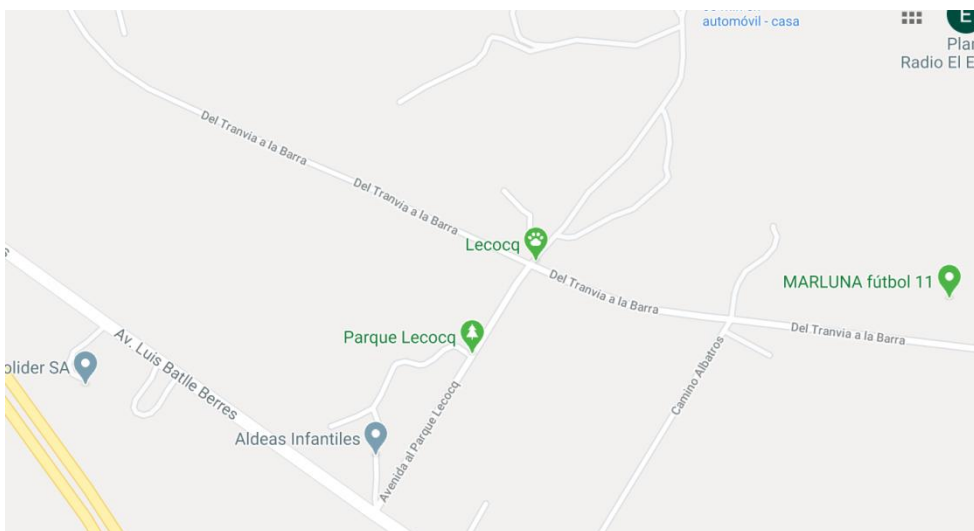 automóvil - casa
E
Plan
Radio El E
Del Tranvia a la Barra
Del Tranvia a la Barra
Lecocq
Del Tranvia a la Barra
MARLUNA fútbol 11
Parque Lecocq
Del Tranvia a la Barra
Av. Luis Batlle Berres
olider SA
Camino Albatros
Avenida al Parque Lecocq
Aldeas Infantiles